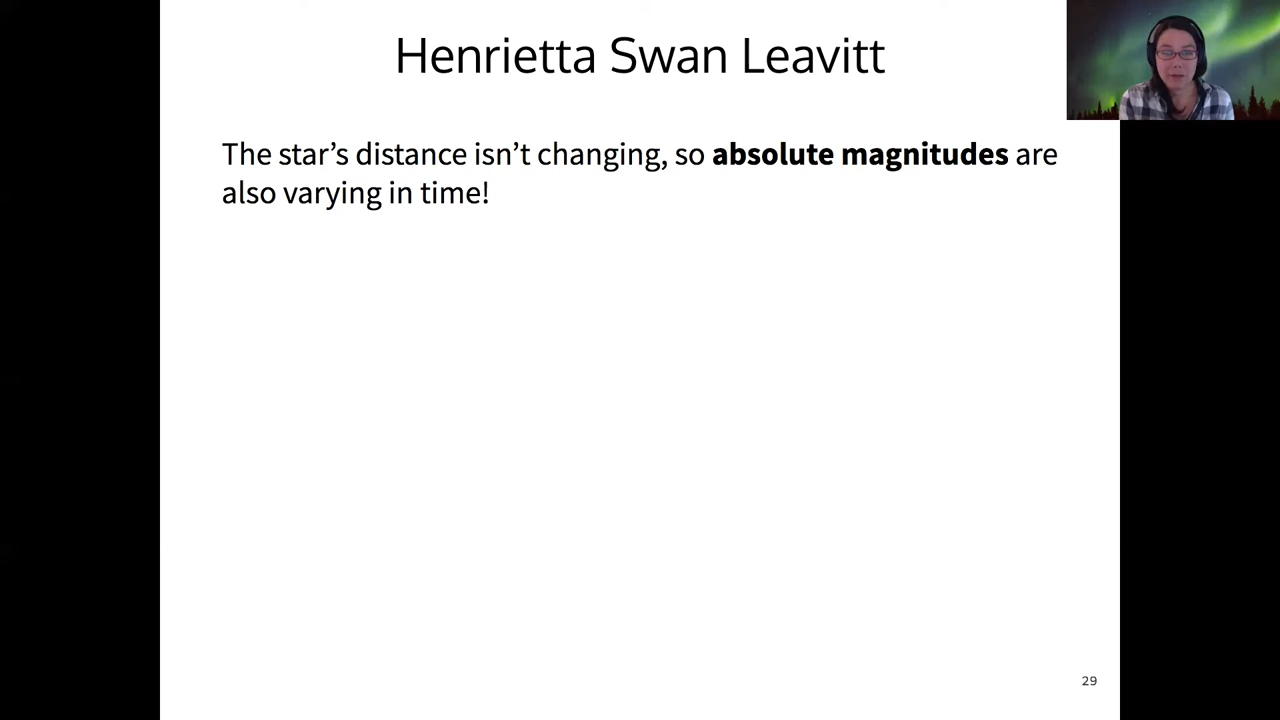 Henrietta Swan Leavitt
The star’s distance isn’t changing, so absolute magnitudes are
also varying in time!
29